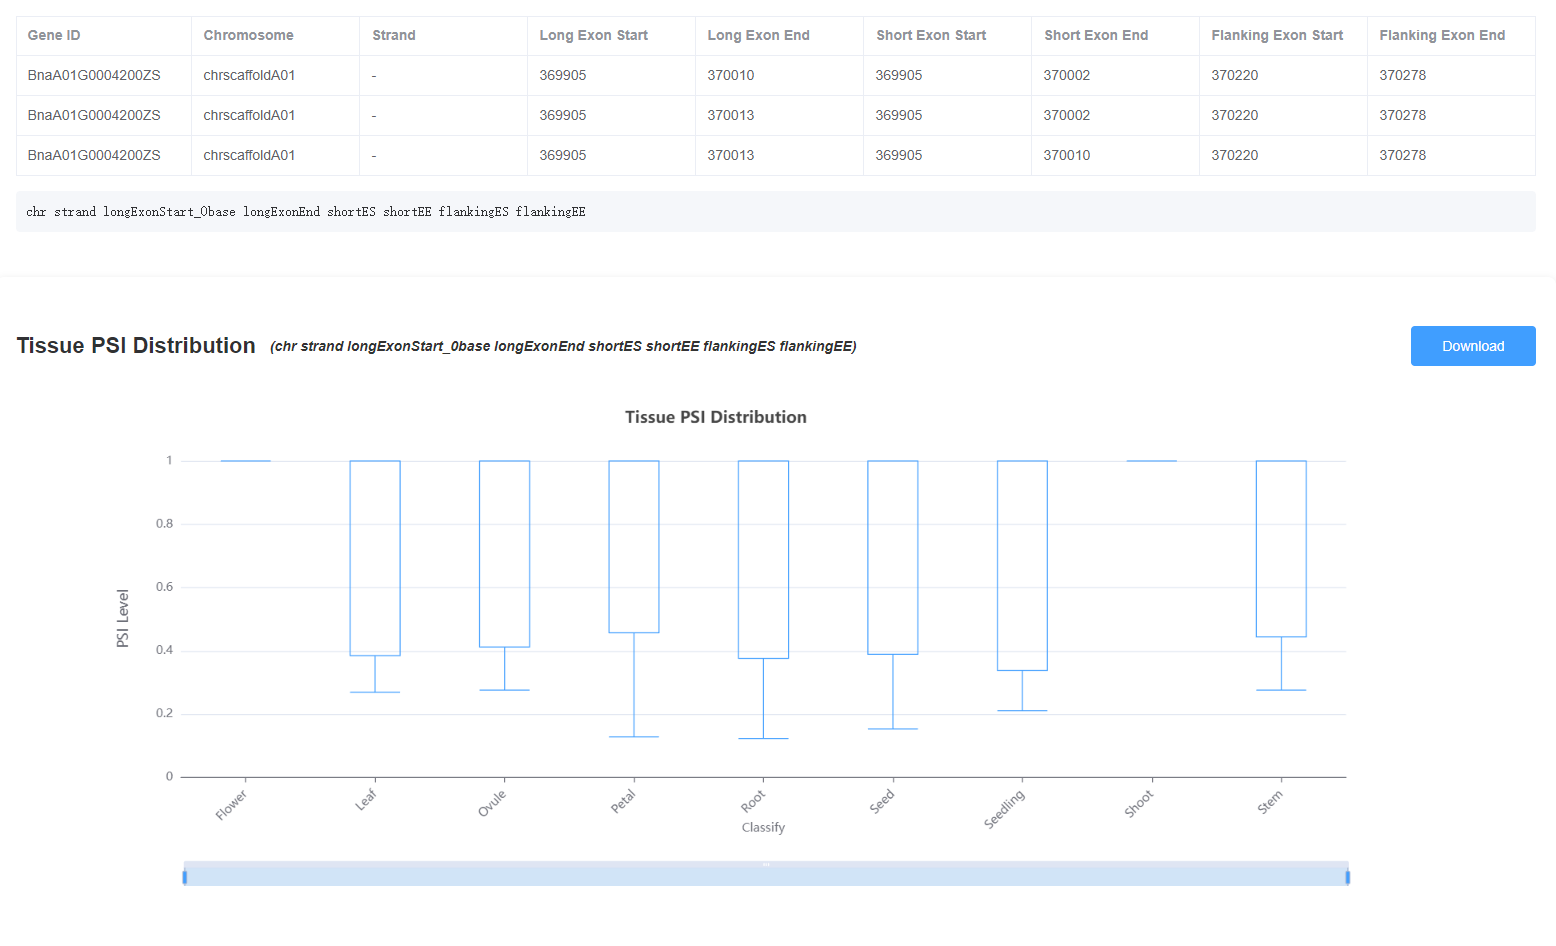 Gene ID Chromosome Strand Long Exon Start Long Exon End Short Exon Start Short Exon End Flanking Exon Start Flanking Exon End
BnaA01G0004200ZS chrscaffoldA01 - 369905 370010 369905 370002 370220 370278
BnaA01G0004200ZS chrscaffoldA01 - 369905 370013 369905 370002 370220 370278
BnaA01G0004200ZS chrscaffoldA01 - 369905 370013 369905 370010 370220 370278
chr strand longExonStart_0base longExonEnd shortES shortEE flankingES flankingEE
Tissue PSI Distribution (chr strand longExonStart_0base longExonEnd shortES shortEE flankingES flankingEE) Download
Tissue PSI Distribution
1
0.8
0.6
0.4
0.2
0
PSI Level
Flower Leaf Ovule Petal Root Seed Seedling Shoot Stem
Classify